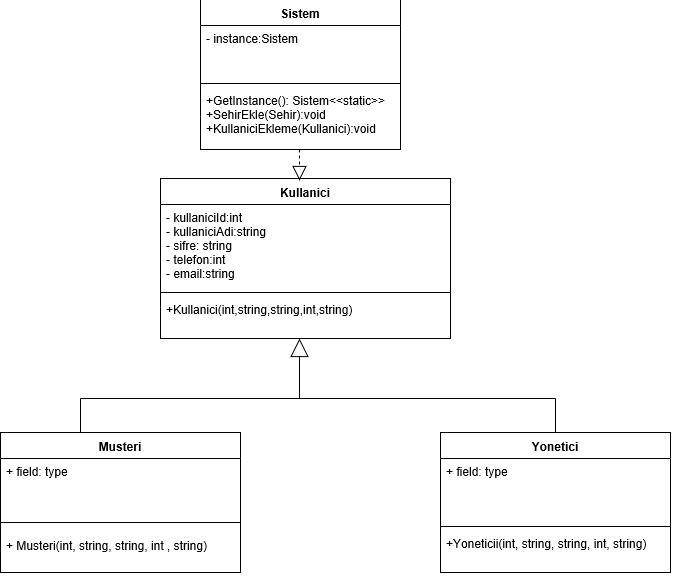 Sistem
- instance:Sistem
+GetInstance(): Sistem<<static>>
+SehirEkle(Sehir):void
+KullaniciEkleme(Kullanici):void
Kullanici
- kullaniciId:int
- kullaniciAdi:string
- sifre: string
- telefon:int
- email:string
+Kullanici(int,string,string,int,string)
Musteri
+ field: type
+ Musteri(int, string, string, int , string)
Yonetici
+ field: type
+Yoneticii(int, string, string, int, string)